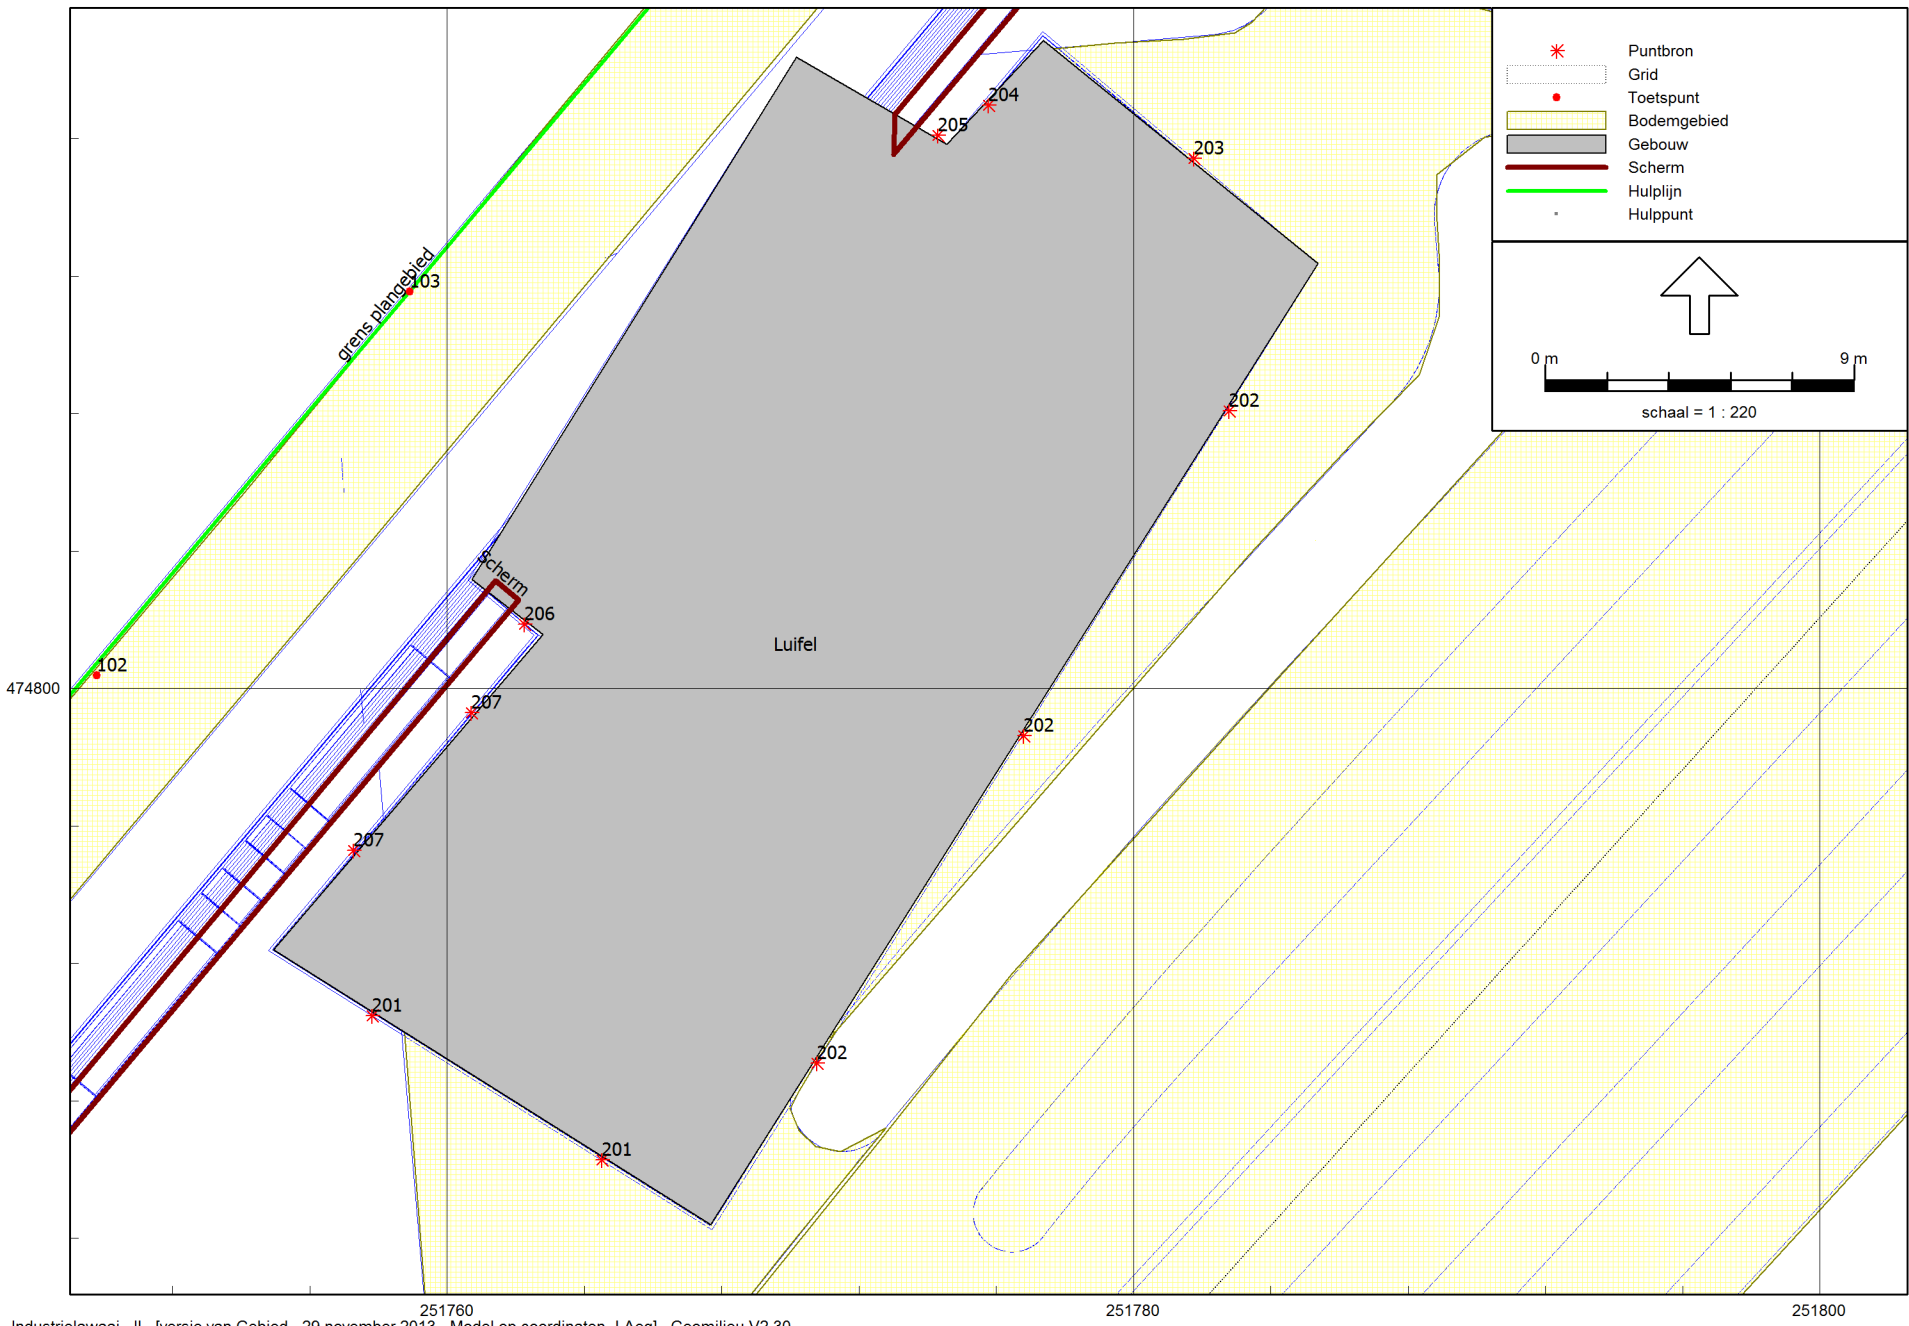 Puntbron
Grid
Toetspunt
Bodemgebied
Gebouw
Scherm
Hulplijn
Hulppunt
0 m 9 m
schaal = 1 : 220
204
205
203
grens plangebied
103
202
Scherm
206
Luifel
102
474800
207
202
207
201
202
201
251760 251780 251800